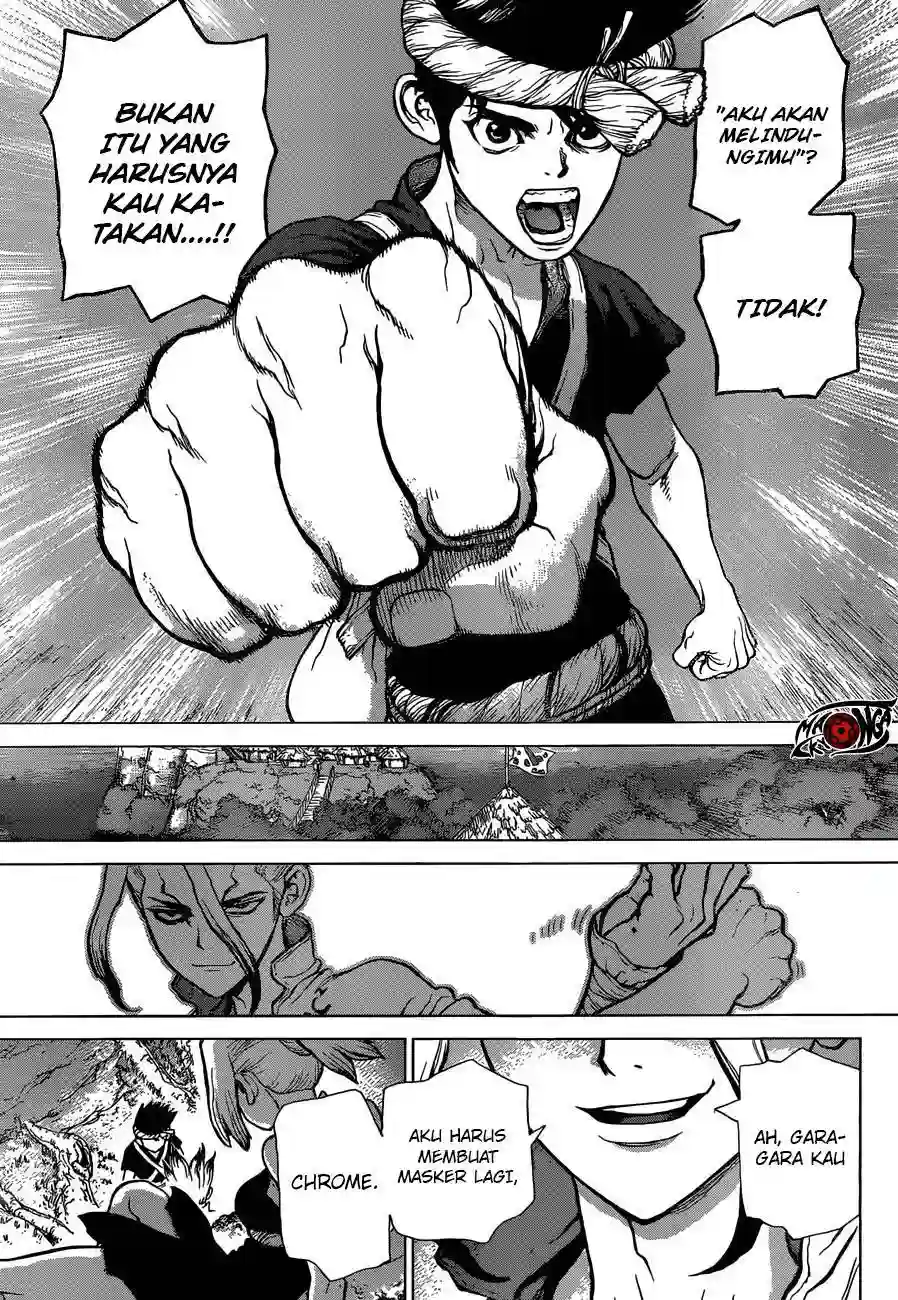 "AKU AKAN
MELINDU-
NGIMU"?
TIDAK!
BUKAN
ITU YANG
HARUSNYA
KAU KA-
TAKAN....!!
MANGA
AH, GARA-
GARA KAU
AKU HARUS
MEMBUAT
MASKER LAGI,
CHROME.